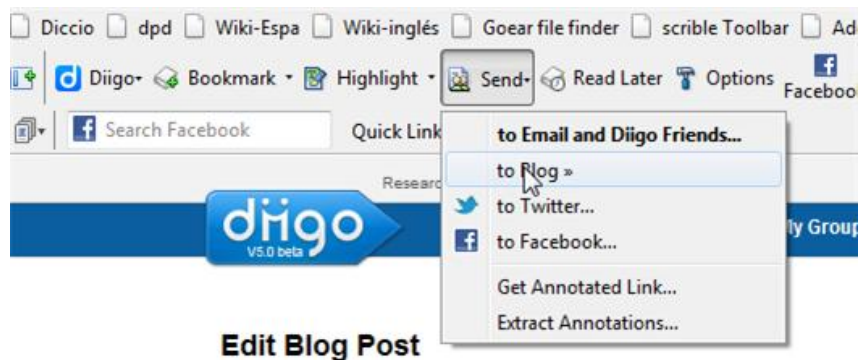 Diccio dpd Wiki-Espa Wiki-inglés Goear file finder scrible Toolbar Ad
Diigo Bookmark Highlight Send Read Later Options Faceboo
Search Facebook Quick Link
to Email and Diigo Friends...
to Blog »
to Twitter...
to Facebook...
Get Annotated Link...
Extract Annotations...
Researc
diigo
V5.0 beta
ly Group
Edit Blog Post